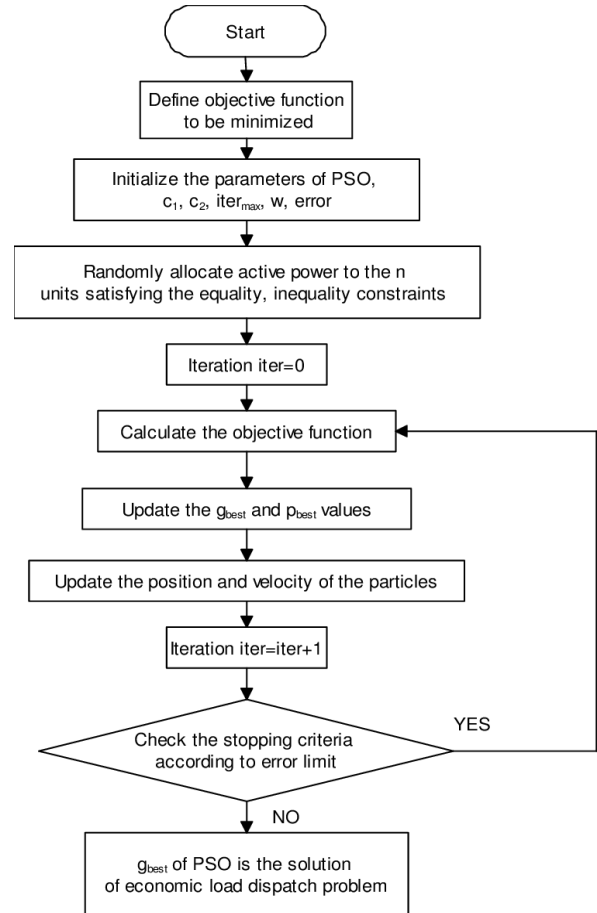 Start
Define objective function
to be minimized
Initialize the parameters of PSO,
c₁, c₂, iterₘₐₓ, w, error
Randomly allocate active power to the n
units satisfying the equality, inequality constraints
Iteration iter=0
Calculate the objective function
Update the g_best and p_best values
Update the position and velocity of the particles
Iteration iter=iter+1
YES
Check the stopping criteria
according to error limit
NO
g_best of PSO is the solution
of economic load dispatch problem